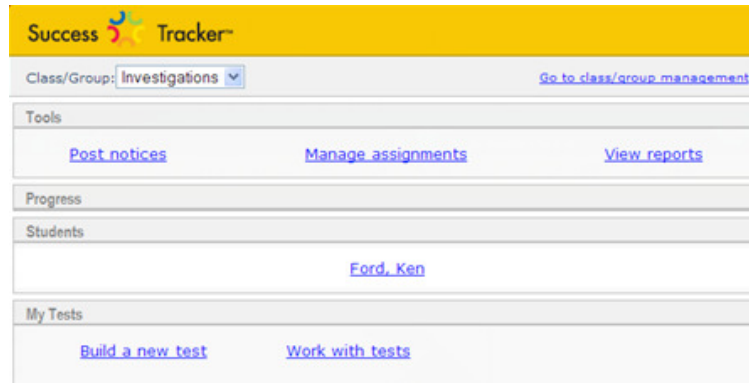 Success Tracker™
Class/Group: Investigations Go to class/group management
Tools
Post notices Manage assignments View reports
Progress
Students
Ford, Ken
My Tests
Build a new test Work with tests